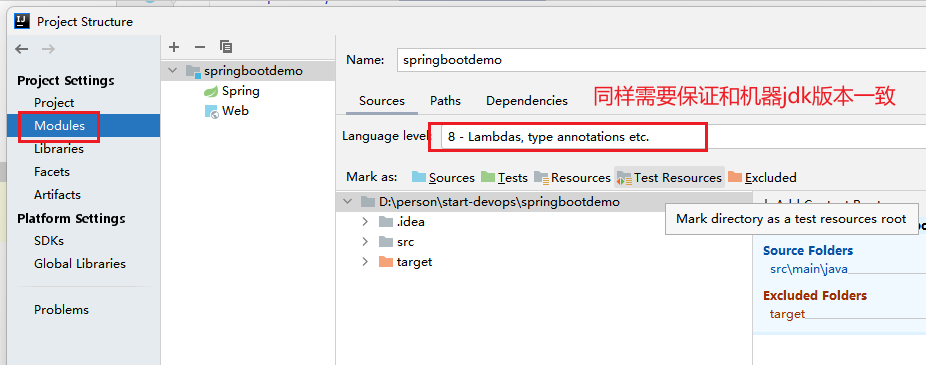 IJ
Project Structure
Project Settings
Project
Modules
Libraries
Facets
Artifacts
Platform Settings
SDKs
Global Libraries
Problems
springbootdemo
Spring
Web
Name:
springbootdemo
Sources
Paths
Dependencies
同样需要保证和机器jdk版本一致
Language level:
8 - Lambdas, type annotations etc.
Mark as:
Sources
Tests
Resources
Test Resources
Excluded
D:\person\start-devops\springbootdemo
.idea
src
target
Mark directory as a test resources root
Source Folders
src\main\java
Excluded Folders
target